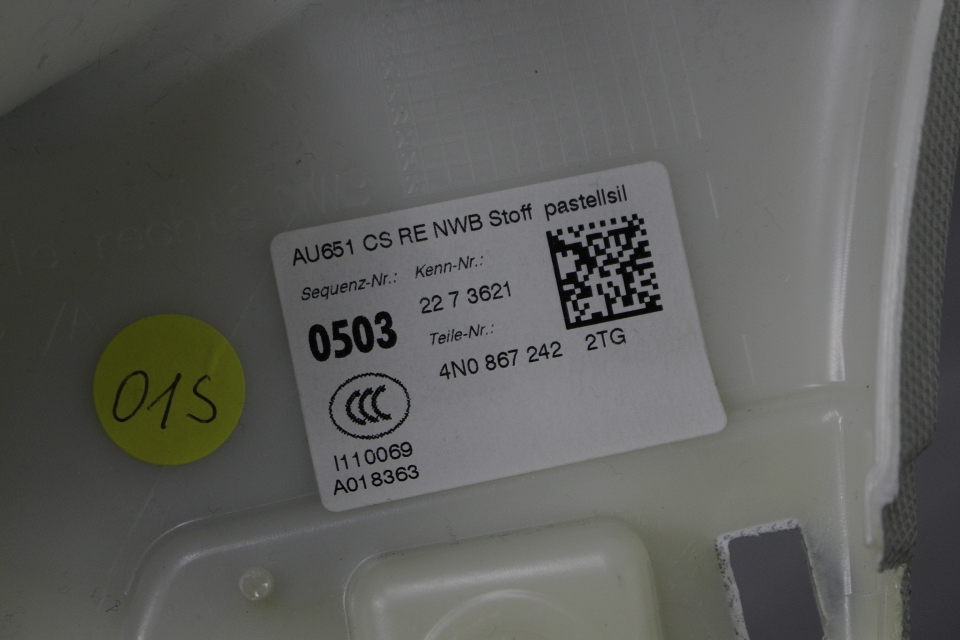 AU651 CS RE NWB Stoff pastellsil
Sequenz-Nr.: Kenn-Nr.:
0503 22 7 3621
Teile-Nr.:
4N0 867 242 2TG
CCC
I110069
A018363
01S